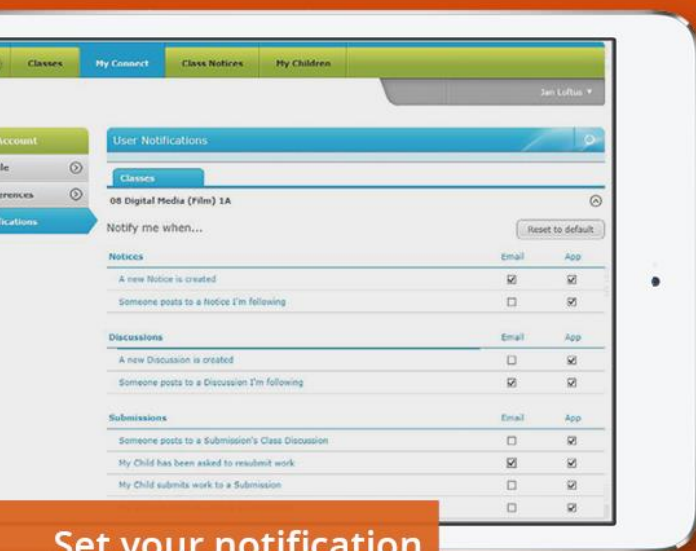 Classes My Connect Class Notices My Children
Jan Loftus
Account
User Notifications
Classes
08 Digital Media (Film) 1A
Notify me when...
Reset to default
Notices Email App
A new Notice is created
Someone posts to a Notice I'm following
Discussions Email App
A new Discussion is created
Someone posts to a Discussion I'm following
Submissions Email App
Someone posts to a Submission's Class Discussion
My Child has been asked to resubmit work
My Child submits work to a Submission
Set your notification